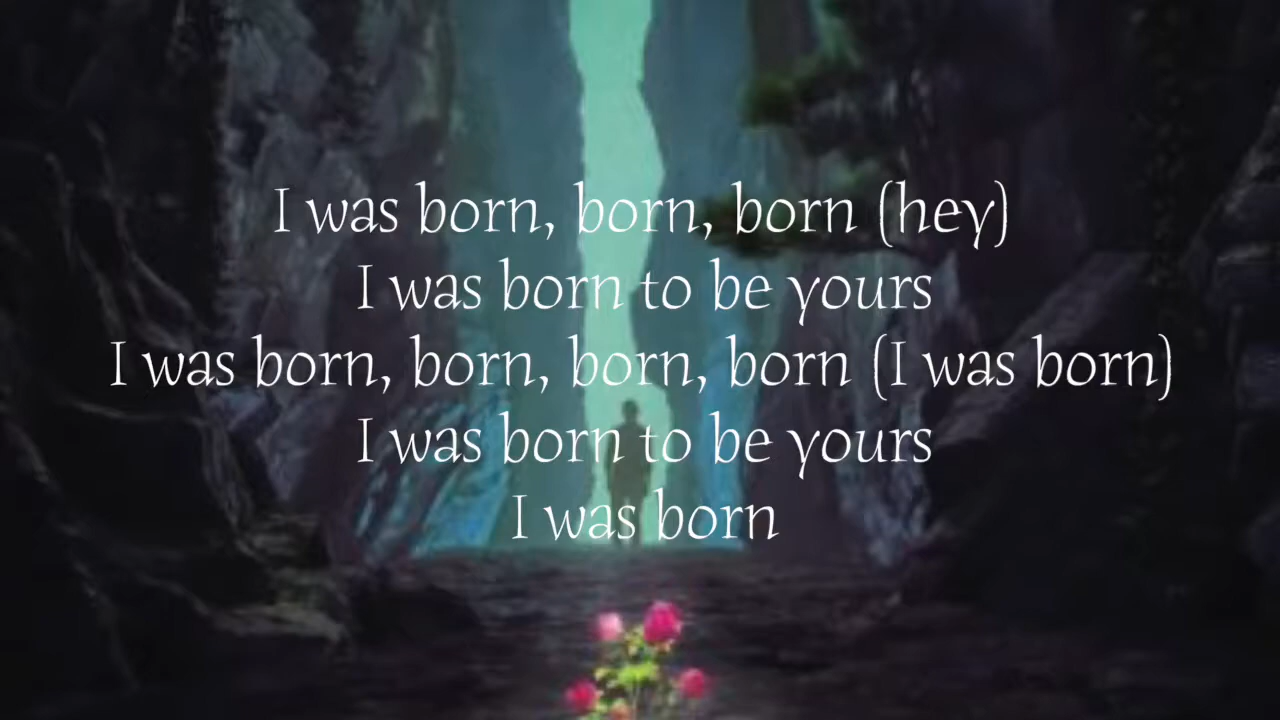 I was born, born, born (hey)
I was born to be yours
I was born, born, born, born (I was born)
I was born to be yours
I was born